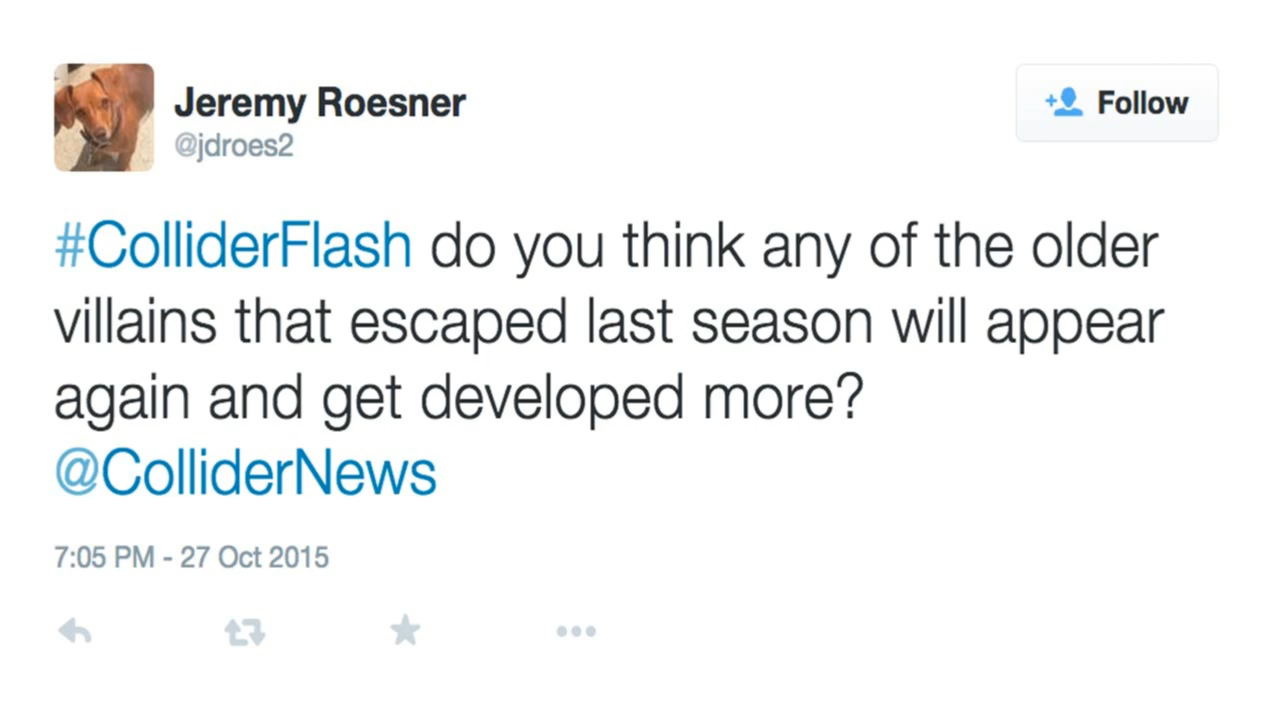 Jeremy Roesner
@jdroes2
Follow
#ColliderFlash do you think any of the older
villains that escaped last season will appear
again and get developed more?
@ColliderNews
7:05 PM - 27 Oct 2015